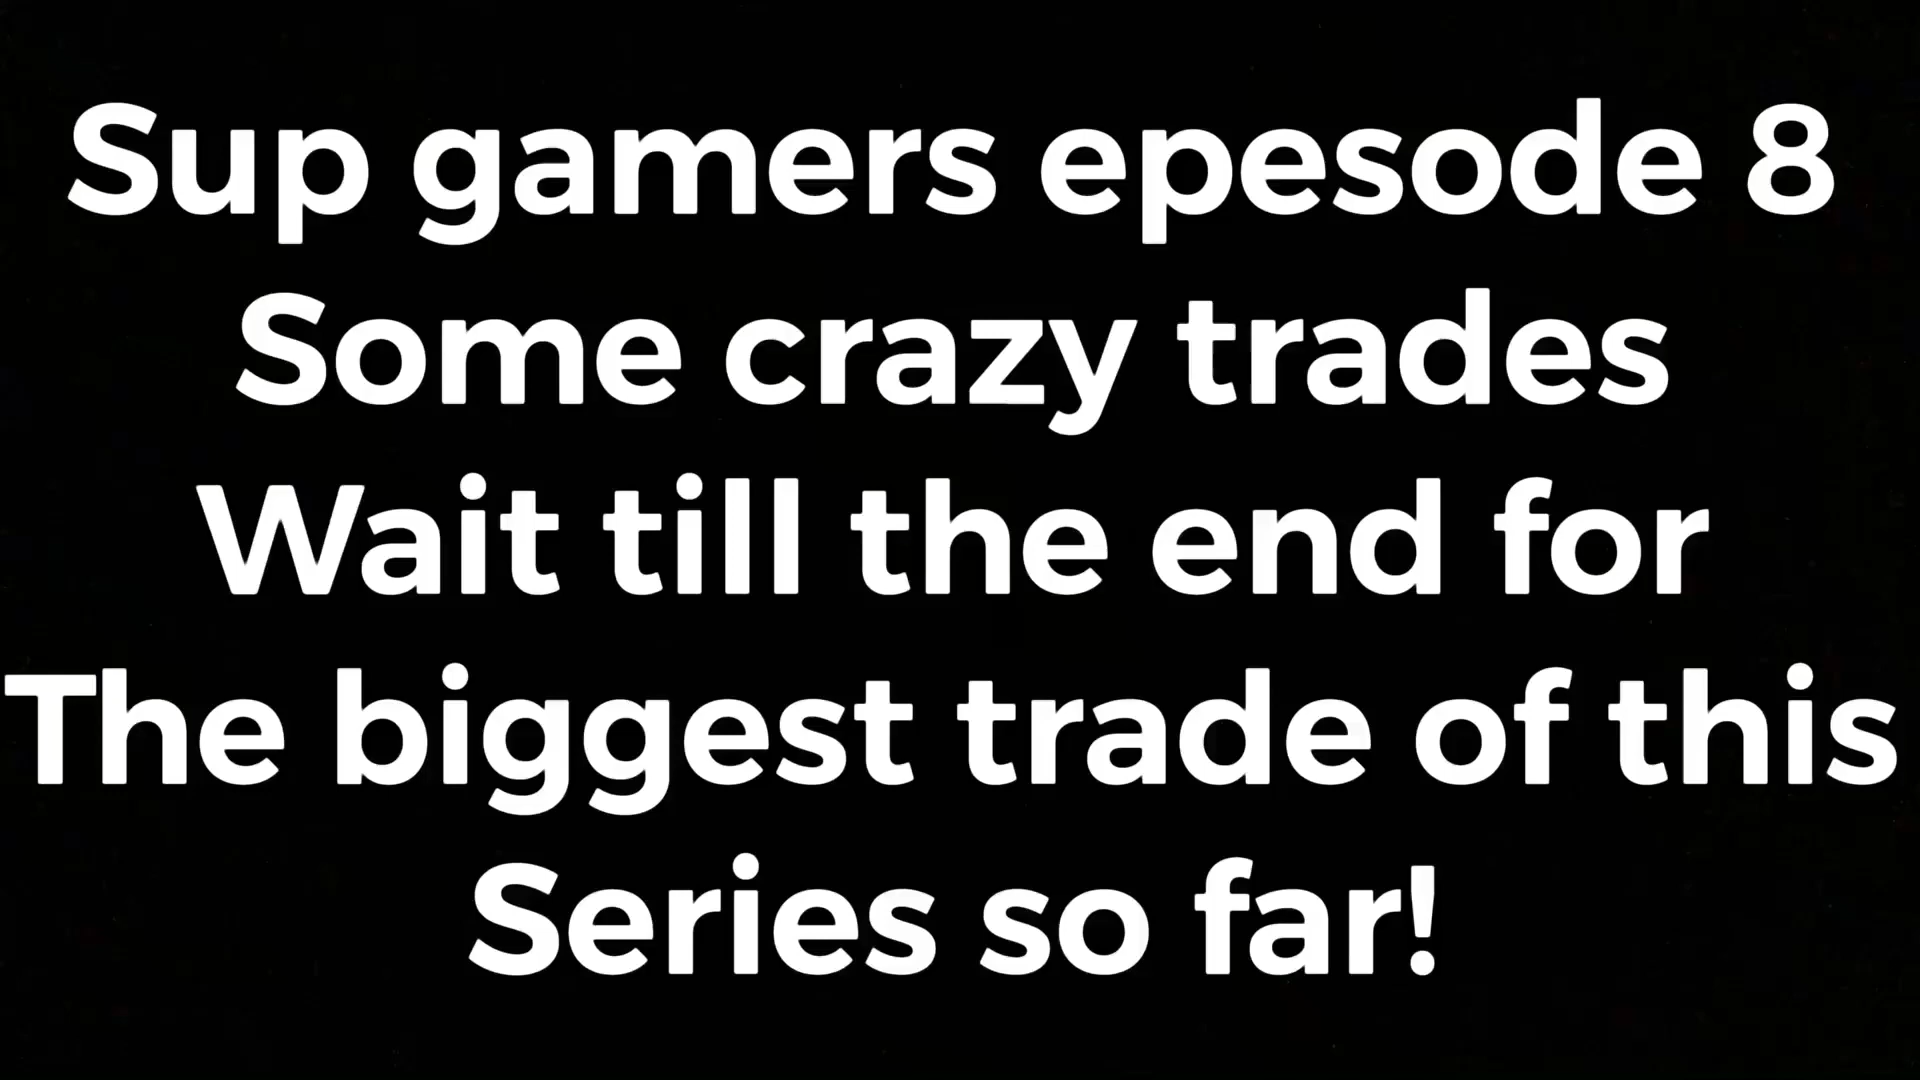 Sup gamers epesode 8
Some crazy trades
Wait till the end for
The biggest trade of this
Series so far!